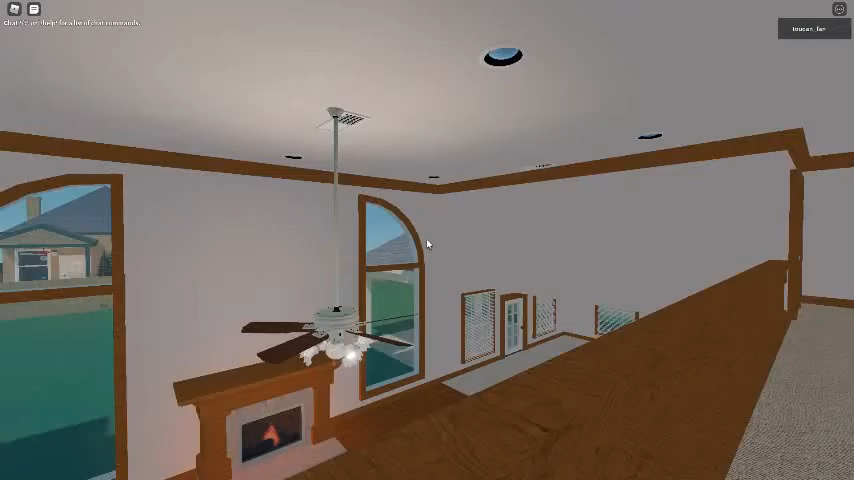 Chat '/?' or '/help' for a list of chat commands.
toucan_fan